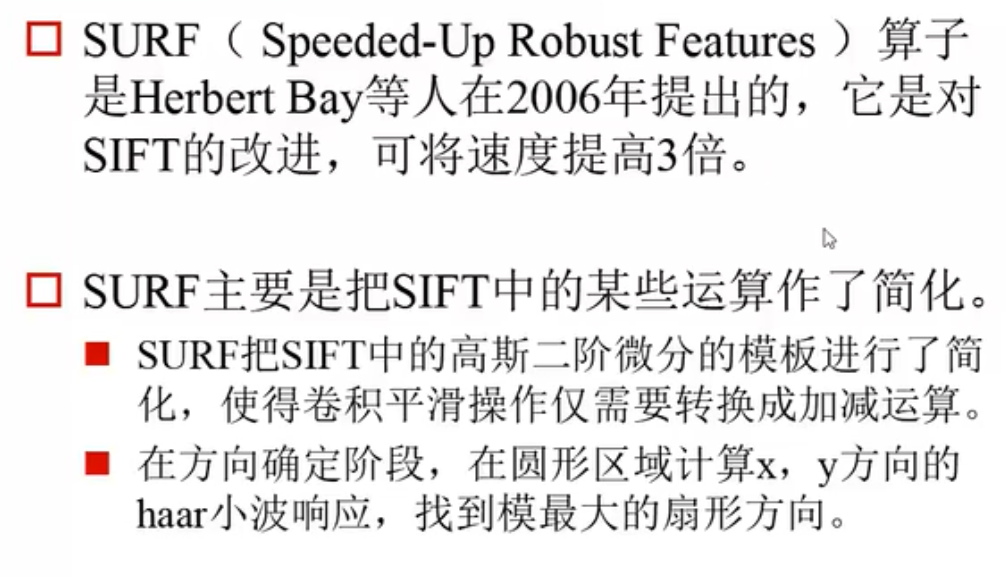 SURF（ Speeded-Up Robust Features ）算子
是Herbert Bay等人在2006年提出的，它是对
SIFT的改进，可将速度提高3倍。
SURF主要是把SIFT中的某些运算作了简化。
SURF把SIFT中的高斯二阶微分的模板进行了简
化，使得卷积平滑操作仅需要转换成加减运算。
在方向确定阶段，在圆形区域计算x，y方向的
haar小波响应，找到模最大的扇形方向。